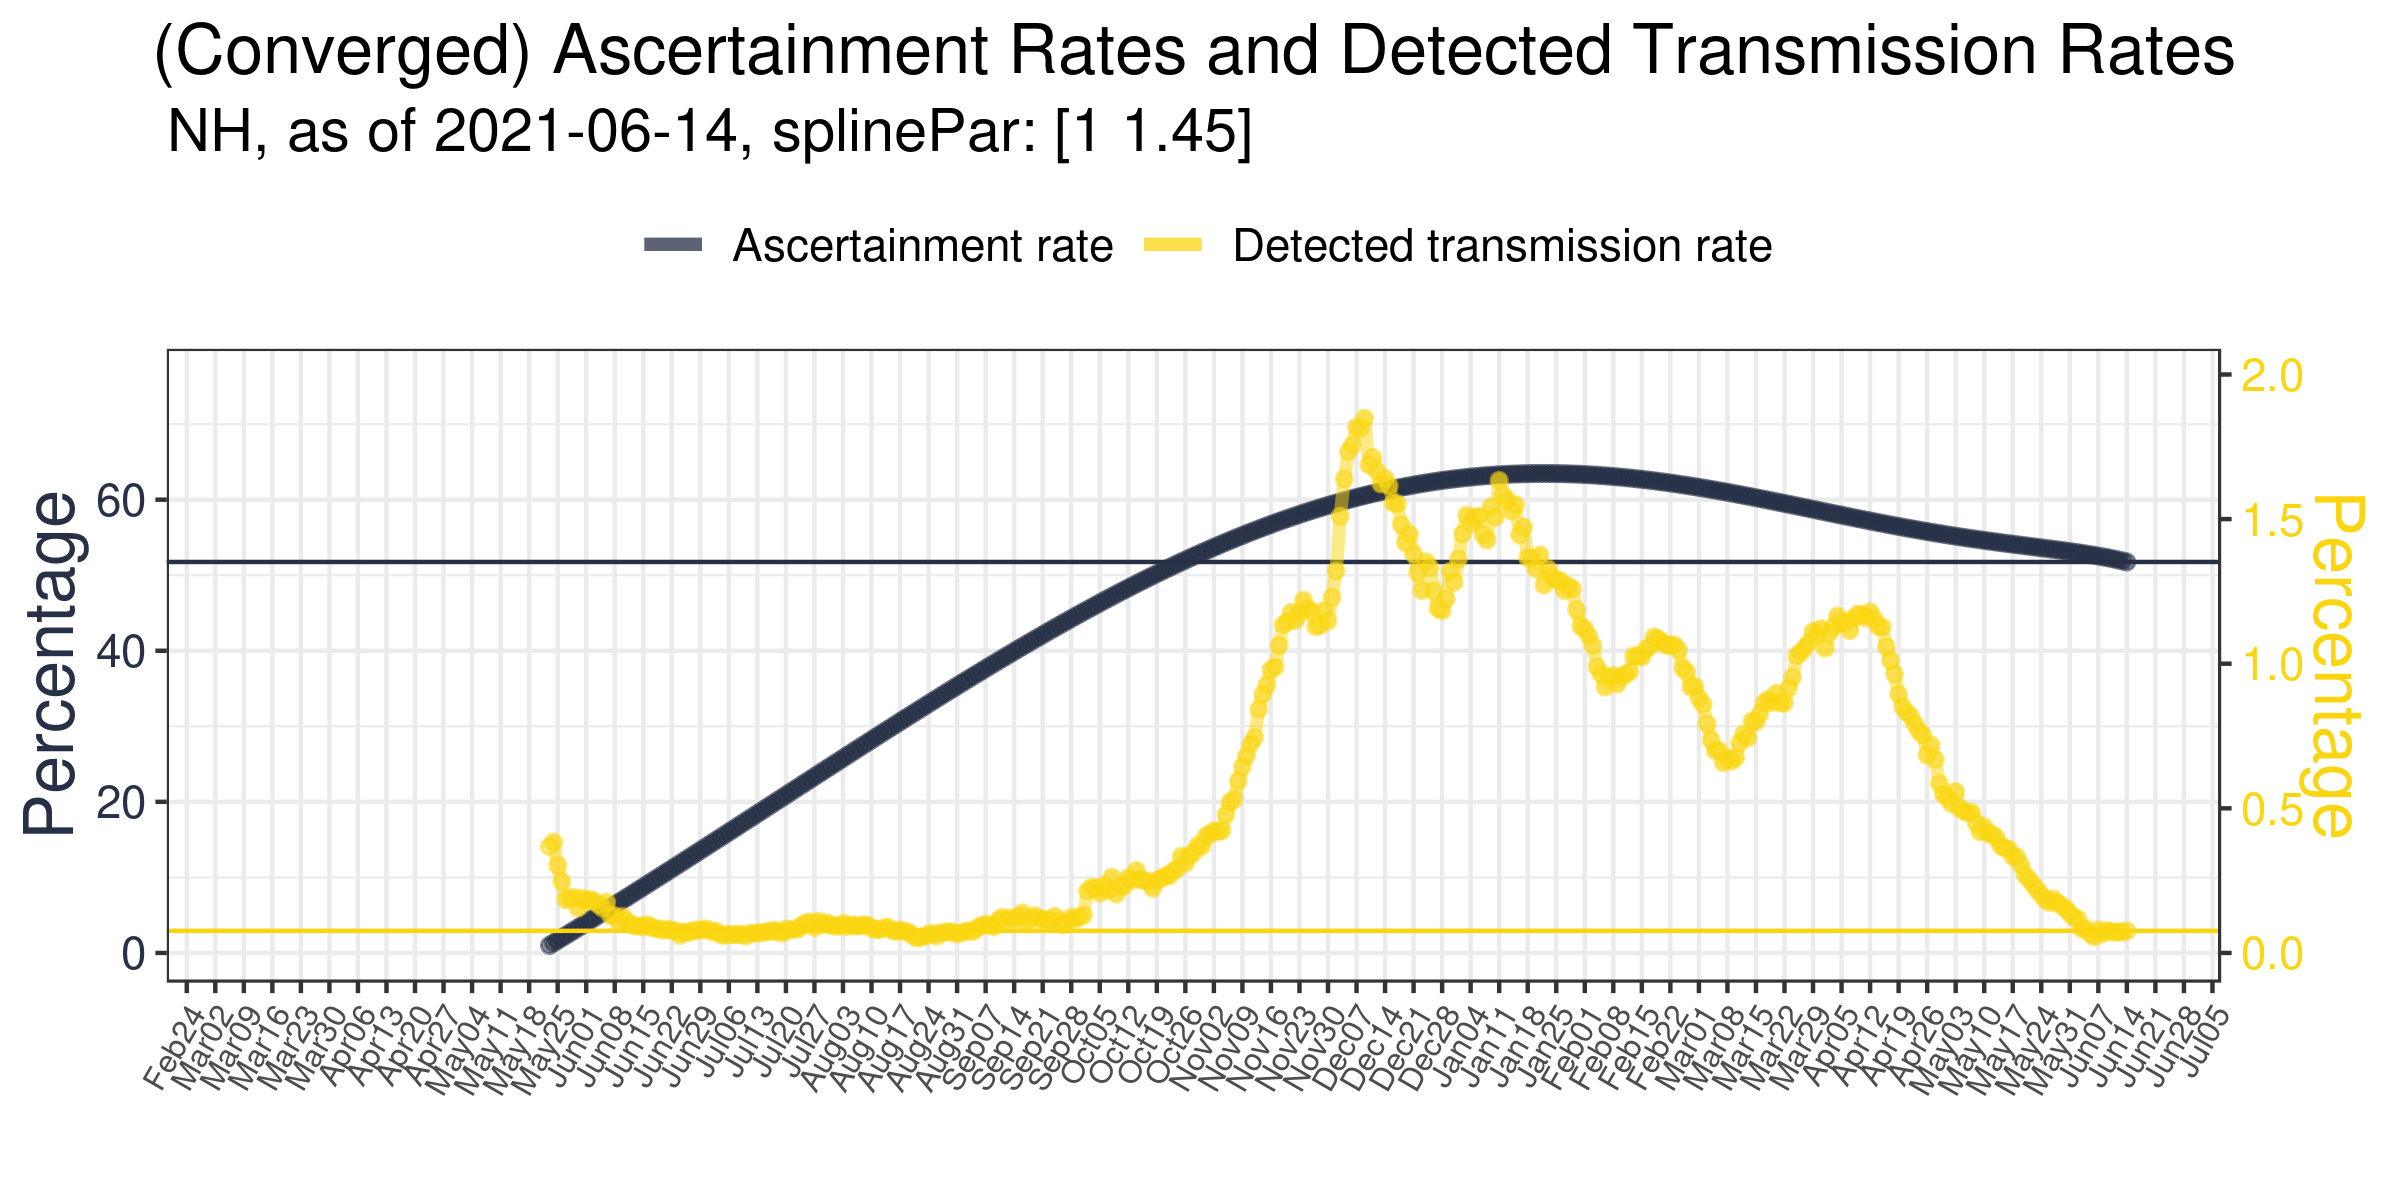 (Converged) Ascertainment Rates and Detected Transmission Rates
NH, as of 2021-06-14, splinePar: [1 1.45]
Ascertainment rate
Detected transmission rate
Percentage
60
40
20
0
2.0
1.5
1.0
0.5
0.0
Percentage
Feb24
Mar02
Mar09
Mar16
Mar23
Mar30
Apr06
Apr13
Apr20
Apr27
May04
May11
May18
May25
Jun01
Jun08
Jun15
Jun22
Jun29
Jul06
Jul13
Jul20
Jul27
Aug03
Aug10
Aug17
Aug24
Aug31
Sep07
Sep14
Sep21
Sep28
Oct05
Oct12
Oct19
Oct26
Nov02
Nov09
Nov16
Nov23
Nov30
Dec07
Dec14
Dec21
Dec28
Jan04
Jan11
Jan18
Jan25
Feb01
Feb08
Feb15
Feb22
Mar01
Mar08
Mar15
Mar22
Mar29
Apr05
Apr12
Apr19
Apr26
May03
May10
May17
May24
May31
Jun07
Jun14
Jun21
Jun28
Jul05